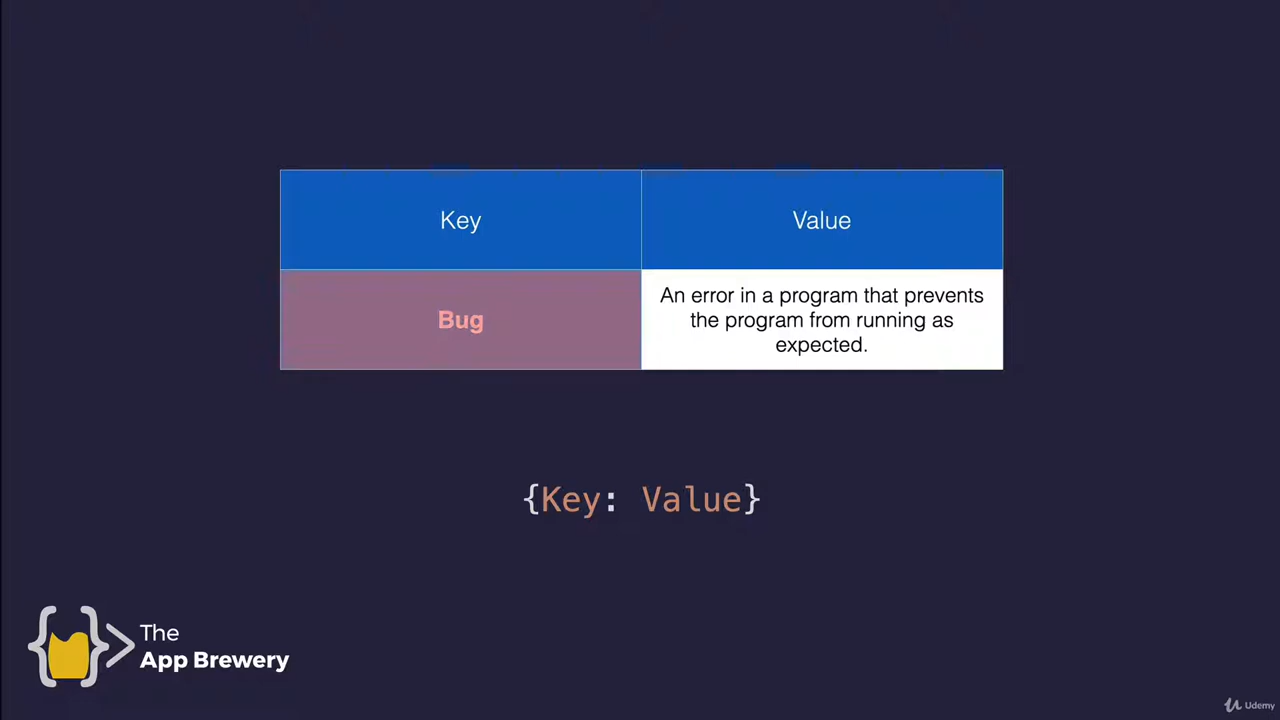 Key
Value
Bug
An error in a program that prevents
the program from running as
expected.
{Key: Value}
The
App Brewery
Udemy